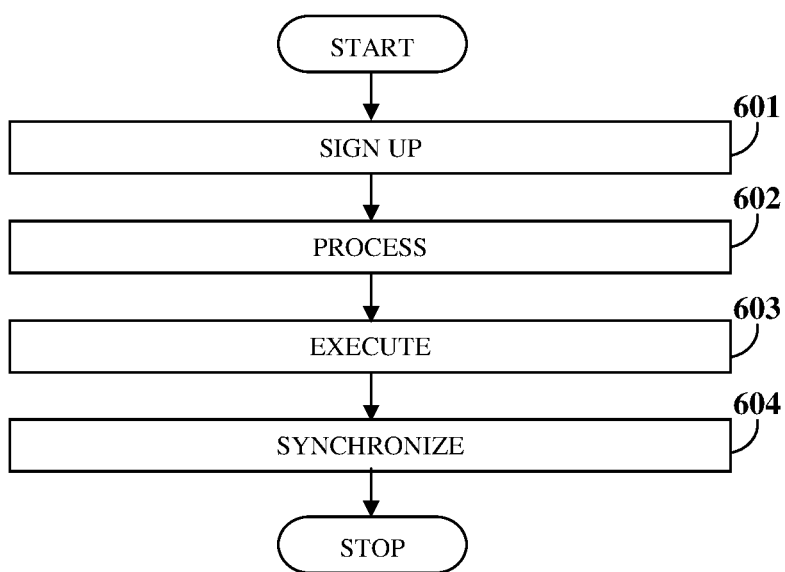 START
601
SIGN UP
602
PROCESS
603
EXECUTE
604
SYNCHRONIZE
STOP